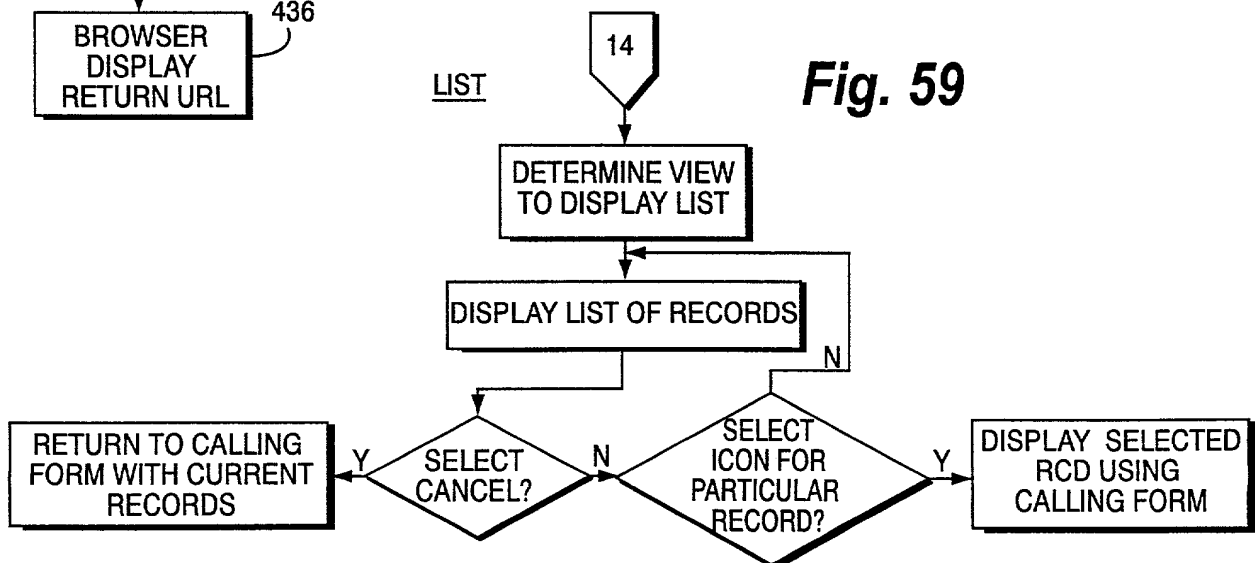 436
BROWSER
DISPLAY
RETURN URL
14
LIST
Fig. 59
DETERMINE VIEW
TO DISPLAY LIST
DISPLAY LIST OF RECORDS
N
RETURN TO CALLING
FORM WITH CURRENT
RECORDS
Y
SELECT
CANCEL?
N
SELECT
ICON FOR
PARTICULAR
RECORD?
Y
DISPLAY SELECTED
RCD USING
CALLING FORM